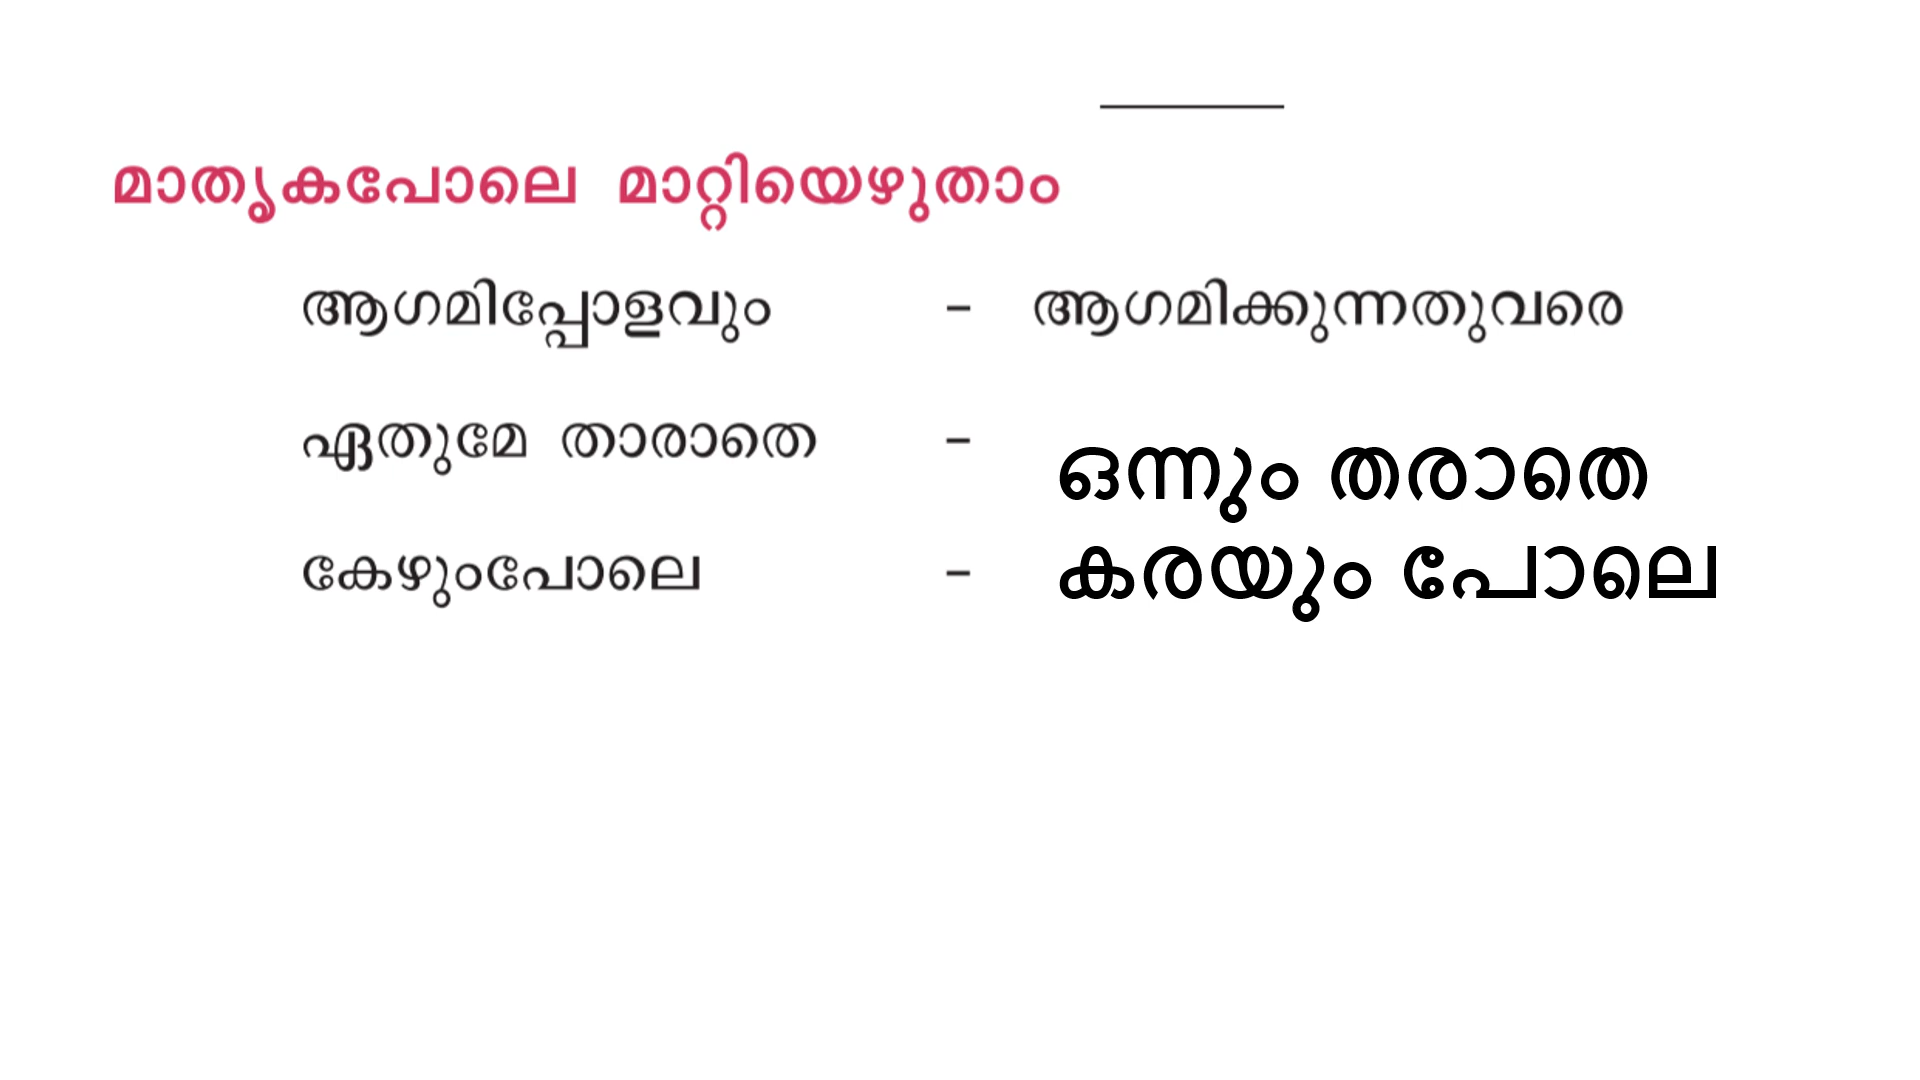 മാതൃകപോലെ മാറ്റിയെഴുതാം
ആഗമിപ്പോളവും - ആഗമിക്കുന്നതുവരെ
ഏതുമേ താരാതെ - ഒന്നും തരാതെ
കേഴുംപോലെ - കരയും പോലെ